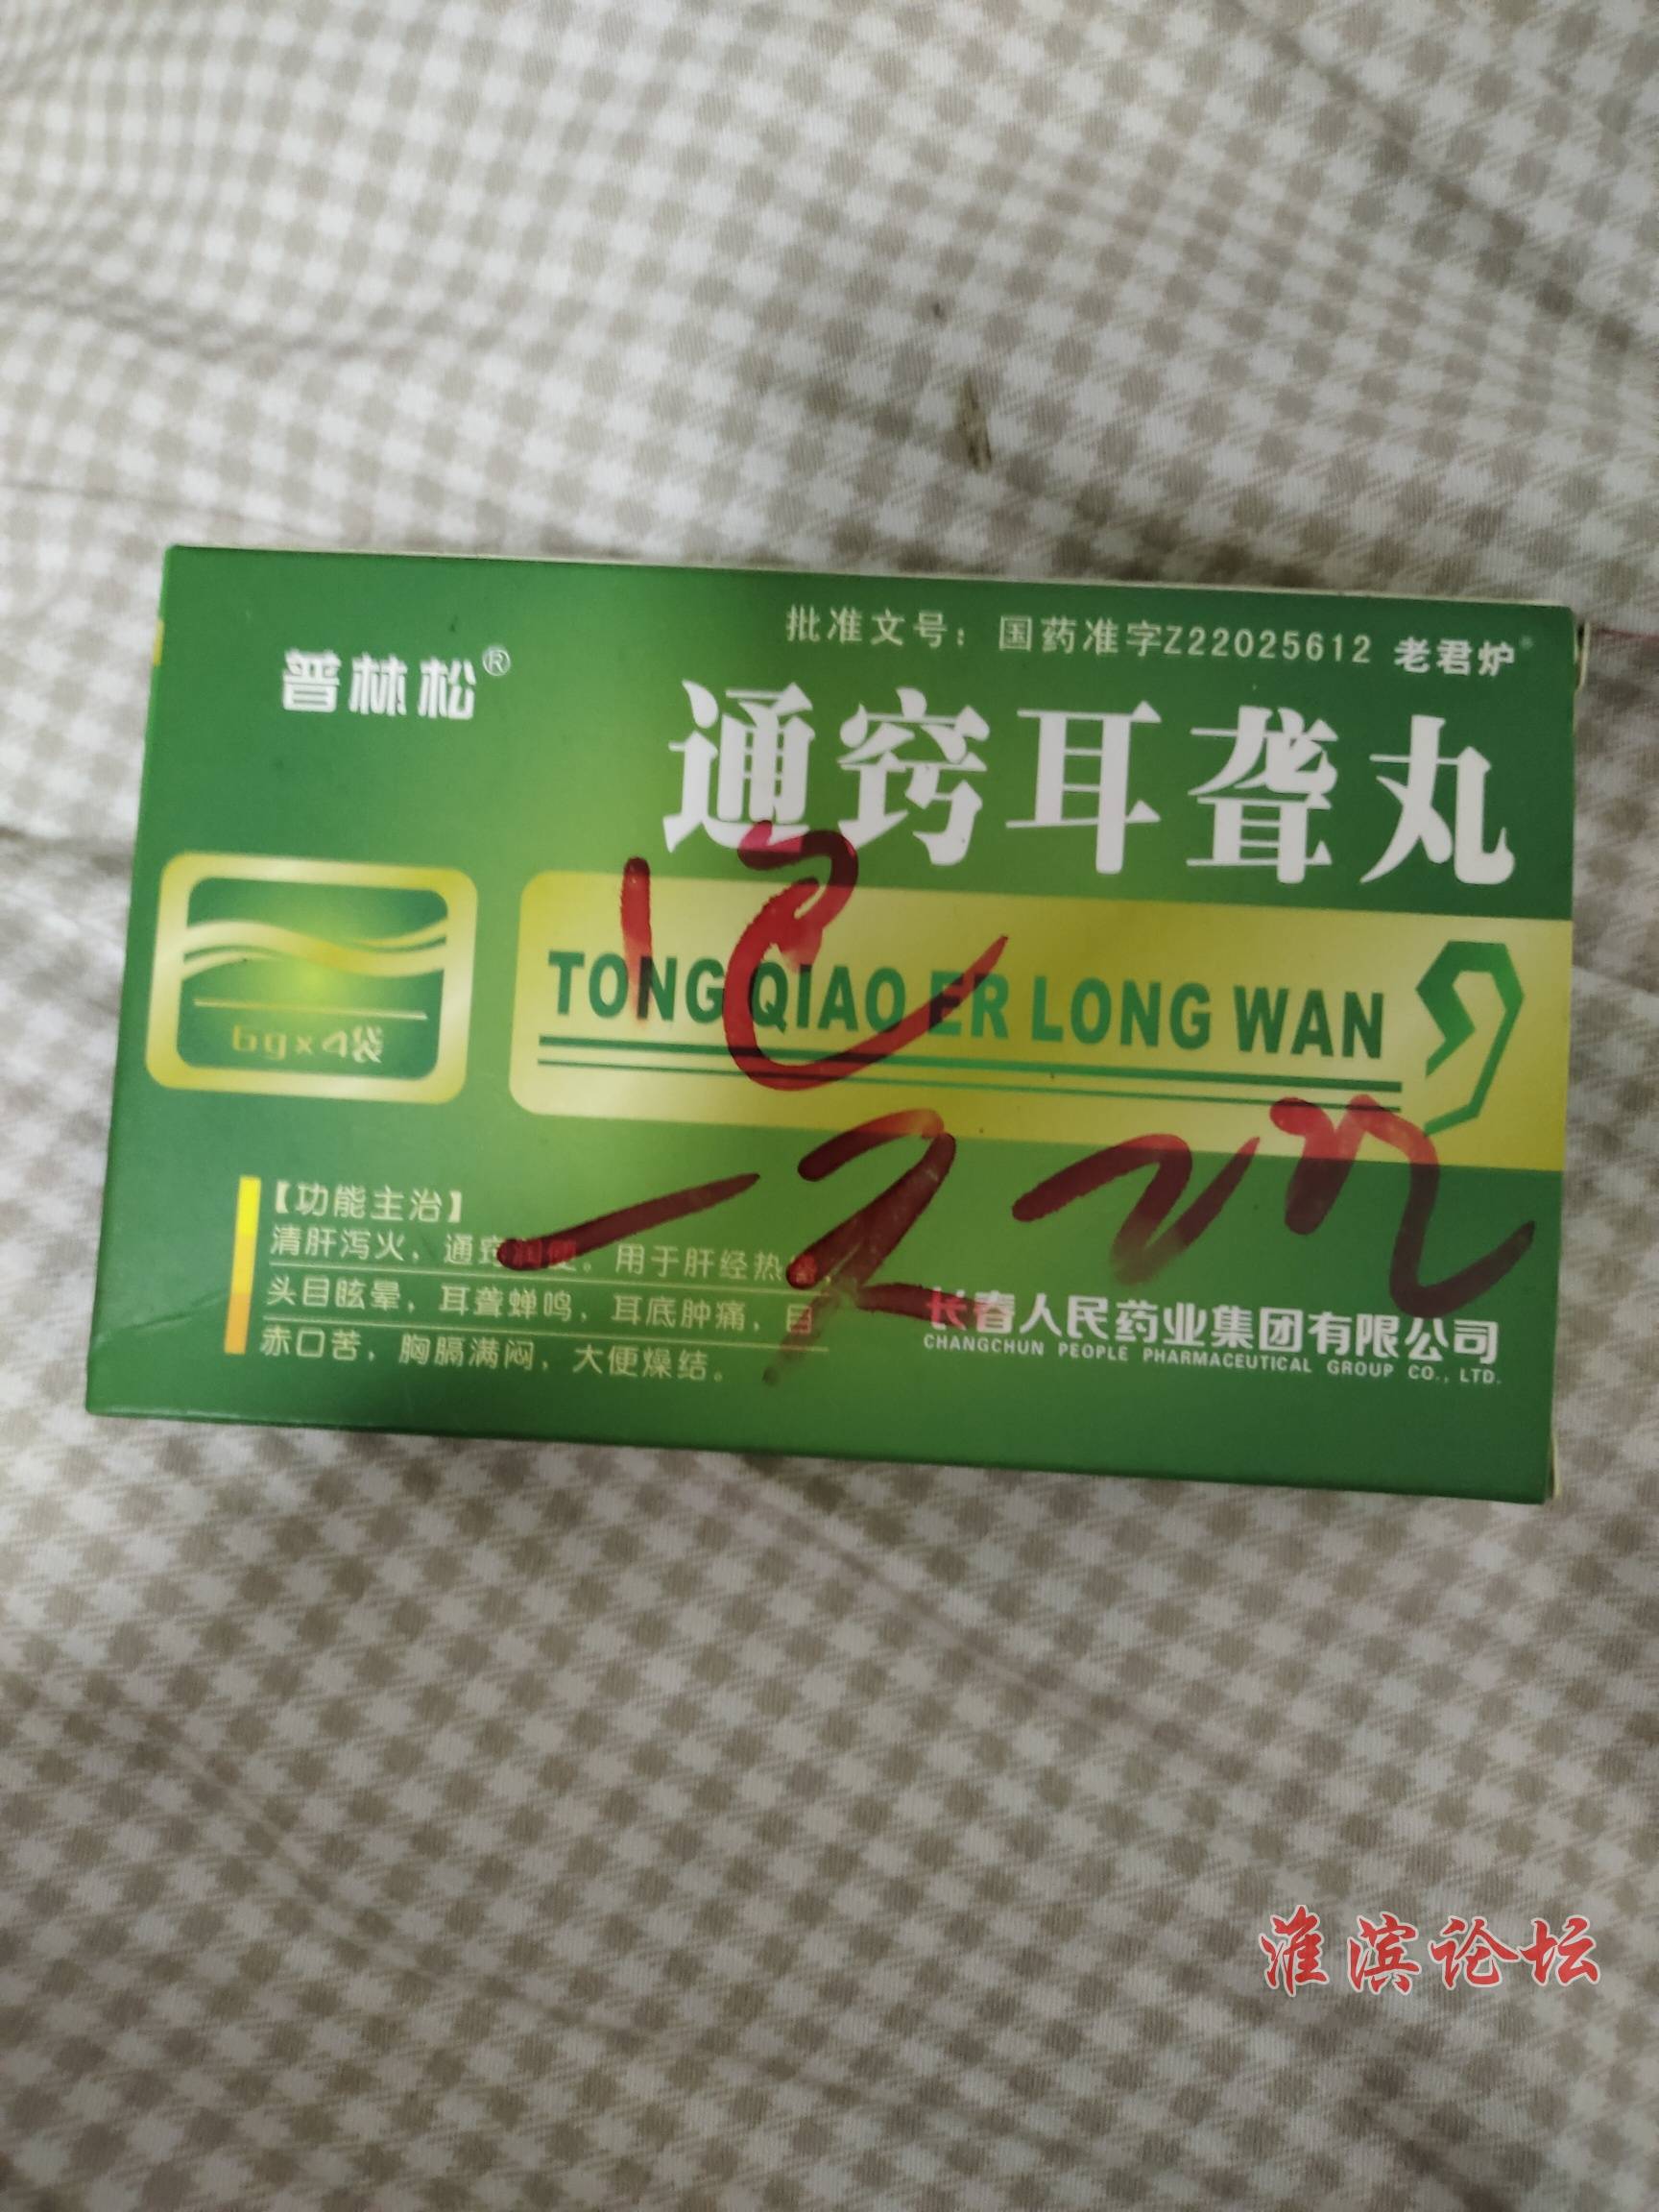 批准文号：国药准字Z22025612 老君炉®
普林松®
通窍耳聋丸
TONG QIAO ER LONG WAN
6g×4袋
【功能主治】
清肝泻火，通窍润便。用于肝经热盛，
头目眩晕，耳聋蝉鸣，耳底肿痛，目
赤口苦，胸膈满闷，大便燥结。
长春人民药业集团有限公司
CHANGCHUN PEOPLE PHARMACEUTICAL GROUP CO., LTD.
淮滨论坛